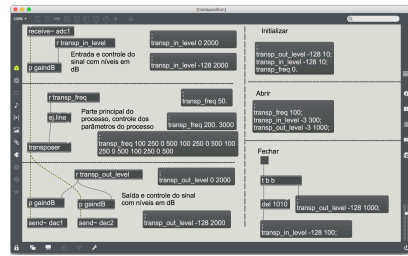 [transposition]
100%
receive~ adc1
r transp_in_level
Entrada e controle do
sinal com níveis em
dB
p gaindB
;
transp_in_level 0 2000
;
transp_in_level -128 2000
r transp_freq
ej.line
Parte principal do
processo, controle dos
parâmetros do processo
;
transp_freq 50.
;
transp_freq 200. 3000
;
transp_freq 100 250 0 500 100 250 0 500 100
250 0 500 100 250 0 500
transposer
r transp_out_level
Saída e controle do sinal
com níveis em dB
p gaindB
p gaindB
send~ dac1
send~ dac2
;
transp_out_level 0 2000
;
transp_out_level -128 2000
Inicializar
;
transp_out_level -128 10;
transp_in_level -128 10;
transp_freq 0.
Abrir
;
transp_freq 100;
transp_in_level -3 300;
transp_out_level -3 1000;
Fechar
t b b
del 1010
;
transp_out_level -128 1000;
;
transp_in_level -128 100;